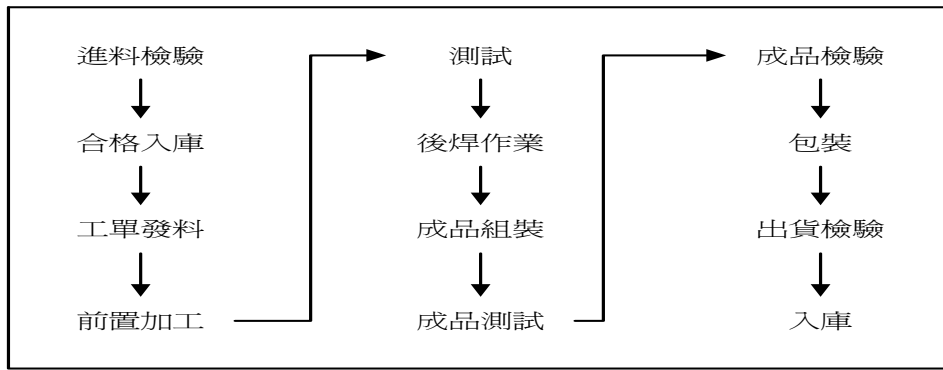 進料檢驗
合格入庫
工單發料
前置加工
測試
後焊作業
成品組裝
成品測試
成品檢驗
包裝
出貨檢驗
入庫